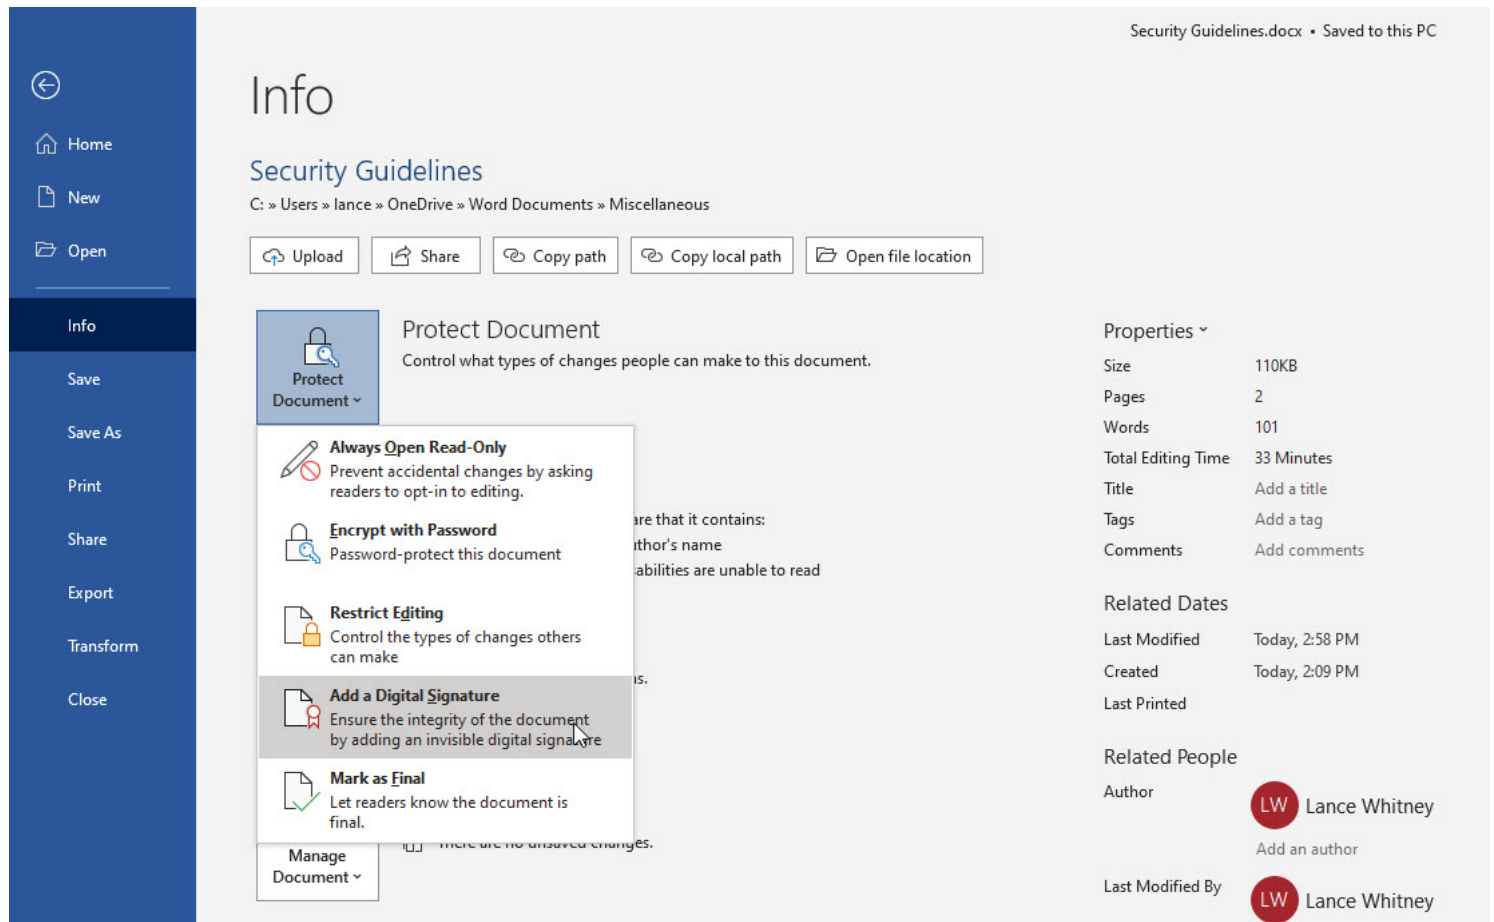 Security Guidelines.docx • Saved to this PC
Info
Home
New
Open
Info
Save
Save As
Print
Share
Export
Transform
Close
Security Guidelines
C: » Users » lance » OneDrive » Word Documents » Miscellaneous
Upload
Share
Copy path
Copy local path
Open file location
Protect
Document
Protect Document
Control what types of changes people can make to this document.
Always Open Read-Only
Prevent accidental changes by asking
readers to opt-in to editing.
Encrypt with Password
Password-protect this document
Restrict Editing
Control the types of changes others
can make
Add a Digital Signature
Ensure the integrity of the document
by adding an invisible digital signature
Mark as Final
Let readers know the document is
final.
are that it contains:
thor's name
abilities are unable to read
ns.
There are no unsaved changes.
Manage
Document
Properties
Size 110KB
Pages 2
Words 101
Total Editing Time 33 Minutes
Title Add a title
Tags Add a tag
Comments Add comments
Related Dates
Last Modified Today, 2:58 PM
Created Today, 2:09 PM
Last Printed
Related People
Author LW Lance Whitney
Add an author
Last Modified By LW Lance Whitney